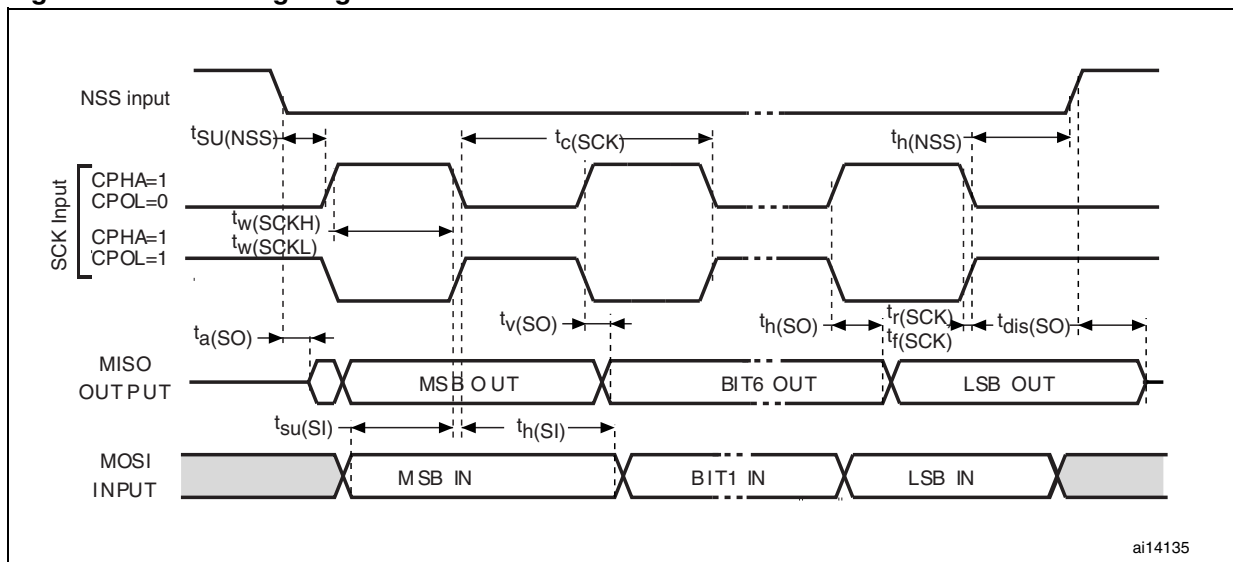 NSS input
tSU(NSS)
tc(SCK)
th(NSS)
SCK Input
CPHA=1
CPOL=0
tw(SCKH)
tw(SCKL)
CPHA=1
CPOL=1
ta(SO)
tv(SO)
th(SO)
tr(SCK)
tf(SCK)
tdis(SO)
MISO
OUTPUT
MSB OUT
BIT6 OUT
LSB OUT
tsu(SI)
th(SI)
MOSI
INPUT
MSB IN
BIT1 IN
LSB IN
ai14135